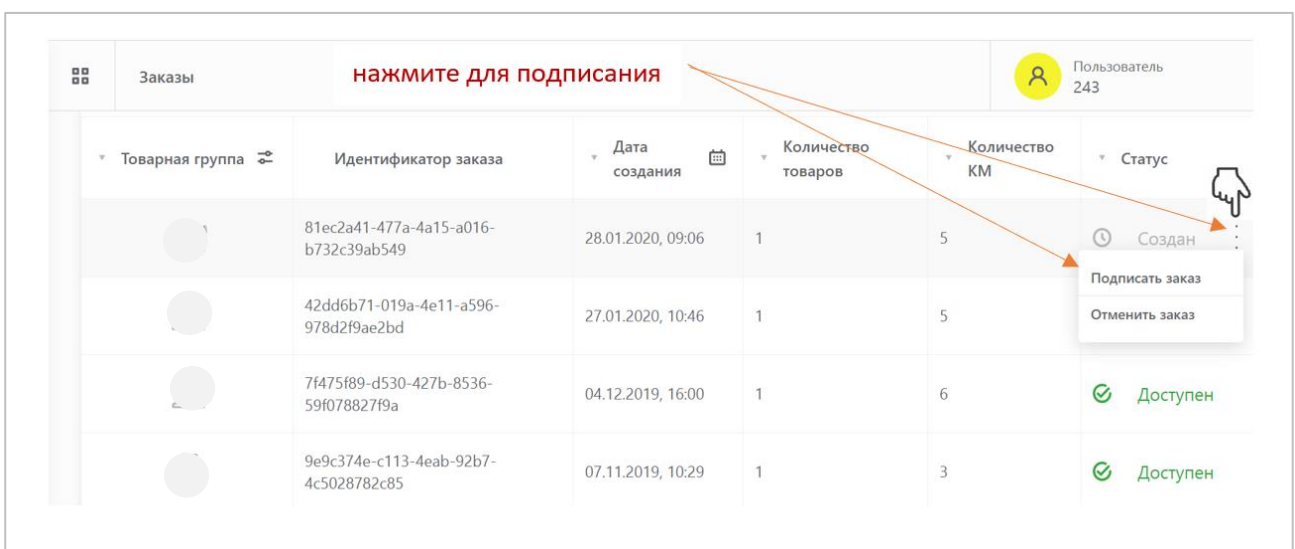 Заказы
нажмите для подписания
Пользователь
243
Товарная группа
Идентификатор заказа
Дата
создания
Количество
товаров
Количество
КМ
Статус
81ec2a41-477a-4a15-a016-
b732c39ab549
28.01.2020, 09:06
1
5
Создан
Подписать заказ
Отменить заказ
42dd6b71-019a-4e11-a596-
978d2f9ae2bd
27.01.2020, 10:46
1
5
7f475f89-d530-427b-8536-
59f078827f9a
04.12.2019, 16:00
1
6
Доступен
9e9c374e-c113-4eab-92b7-
4c5028782c85
07.11.2019, 10:29
1
3
Доступен